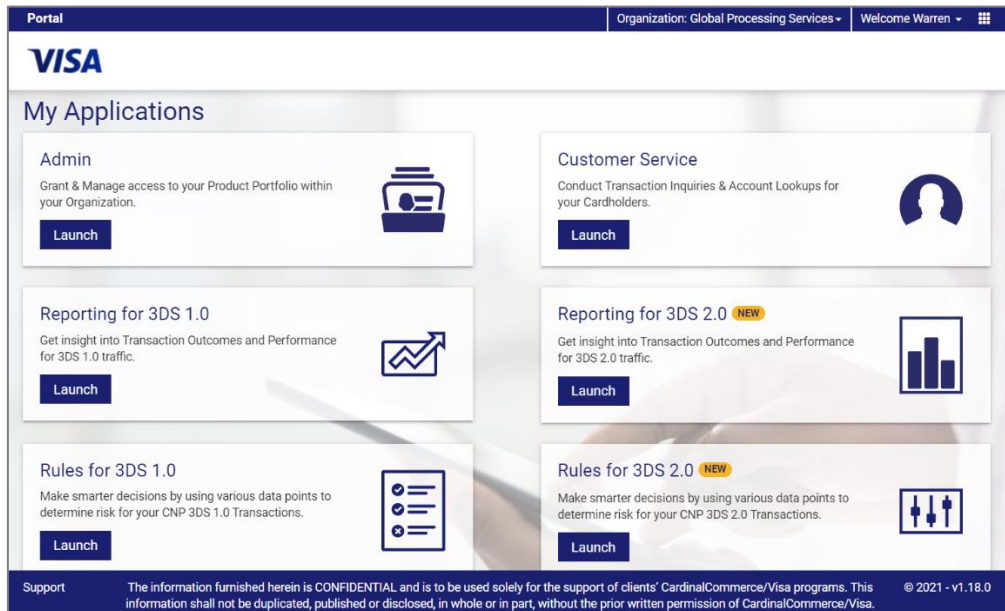 Portal
Organization: Global Processing Services
Welcome Warren
VISA
My Applications
Admin
Grant & Manage access to your Product Portfolio within
your Organization.
Launch
Customer Service
Conduct Transaction Inquiries & Account Lookups for
your Cardholders.
Launch
Reporting for 3DS 1.0
Get insight into Transaction Outcomes and Performance
for 3DS 1.0 traffic.
Launch
Reporting for 3DS 2.0 NEW
Get insight into Transaction Outcomes and Performance
for 3DS 2.0 traffic.
Launch
Rules for 3DS 1.0
Make smarter decisions by using various data points to
determine risk for your CNP 3DS 1.0 Transactions.
Launch
Rules for 3DS 2.0 NEW
Make smarter decisions by using various data points to
determine risk for your CNP 3DS 2.0 Transactions.
Launch
Support
The information furnished herein is CONFIDENTIAL and is to be used solely for the support of clients' CardinalCommerce/Visa programs. This
information shall not be duplicated, published or disclosed, in whole or in part, without the prior written permission of CardinalCommerce/Visa.
© 2021 - v1.18.0